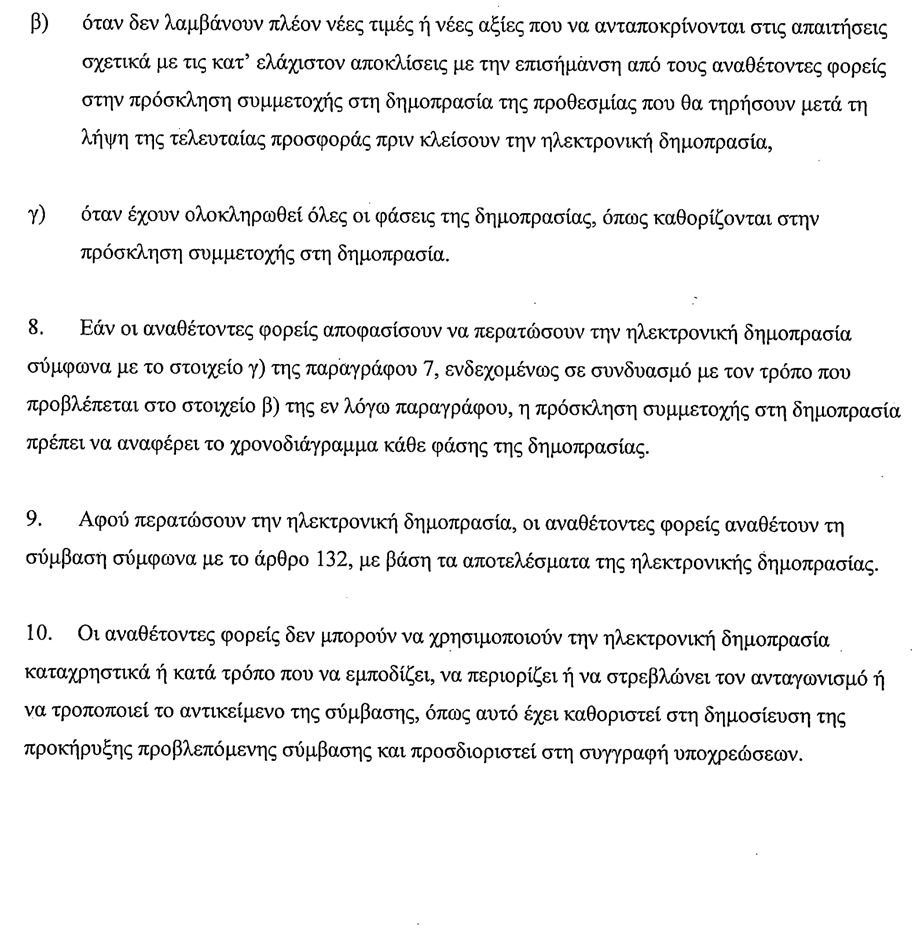 β) όταν δεν λαμβάνουν πλέον νέες τιμές ή νέες αξίες που να ανταποκρίνονται στις απαιτήσεις
σχετικά με τις κατ’ ελάχιστον αποκλίσεις με την επισήμανση από τους αναθέτοντες φορείς
στην πρόσκληση συμμετοχής στη δημοπρασία της προθεσμίας που θα τηρήσουν μετά τη
λήψη της τελευταίας προσφοράς πριν κλείσουν την ηλεκτρονική δημοπρασία,
γ) όταν έχουν ολοκληρωθεί όλες οι φάσεις της δημοπρασίας, όπως καθορίζονται στην
πρόσκληση συμμετοχής στη δημοπρασία.
8. Εάν οι αναθέτοντες φορείς αποφασίσουν να περατώσουν την ηλεκτρονική δημοπρασία
σύμφωνα με το στοιχείο γ) της παραγράφου 7, ενδεχομένως σε συνδυασμό με τον τρόπο που
προβλέπεται στο στοιχείο β) της εν λόγω παραγράφου, η πρόσκληση συμμετοχής στη δημοπρασία
πρέπει να αναφέρει το χρονοδιάγραμμα κάθε φάσης της δημοπρασίας.
9. Αφού περατώσουν την ηλεκτρονική δημοπρασία, οι αναθέτοντες φορείς αναθέτουν τη
σύμβαση σύμφωνα με το άρθρο 132, με βάση τα αποτελέσματα της ηλεκτρονικής δημοπρασίας.
10. Οι αναθέτοντες φορείς δεν μπορούν να χρησιμοποιούν την ηλεκτρονική δημοπρασία
καταχρηστικά ή κατά τρόπο που να εμποδίζει, να περιορίζει ή να στρεβλώνει τον ανταγωνισμό ή
να τροποποιεί το αντικείμενο της σύμβασης, όπως αυτό έχει καθοριστεί στη δημοσίευση της
προκήρυξης προβλεπόμενης σύμβασης και προσδιοριστεί στη συγγραφή υποχρεώσεων.